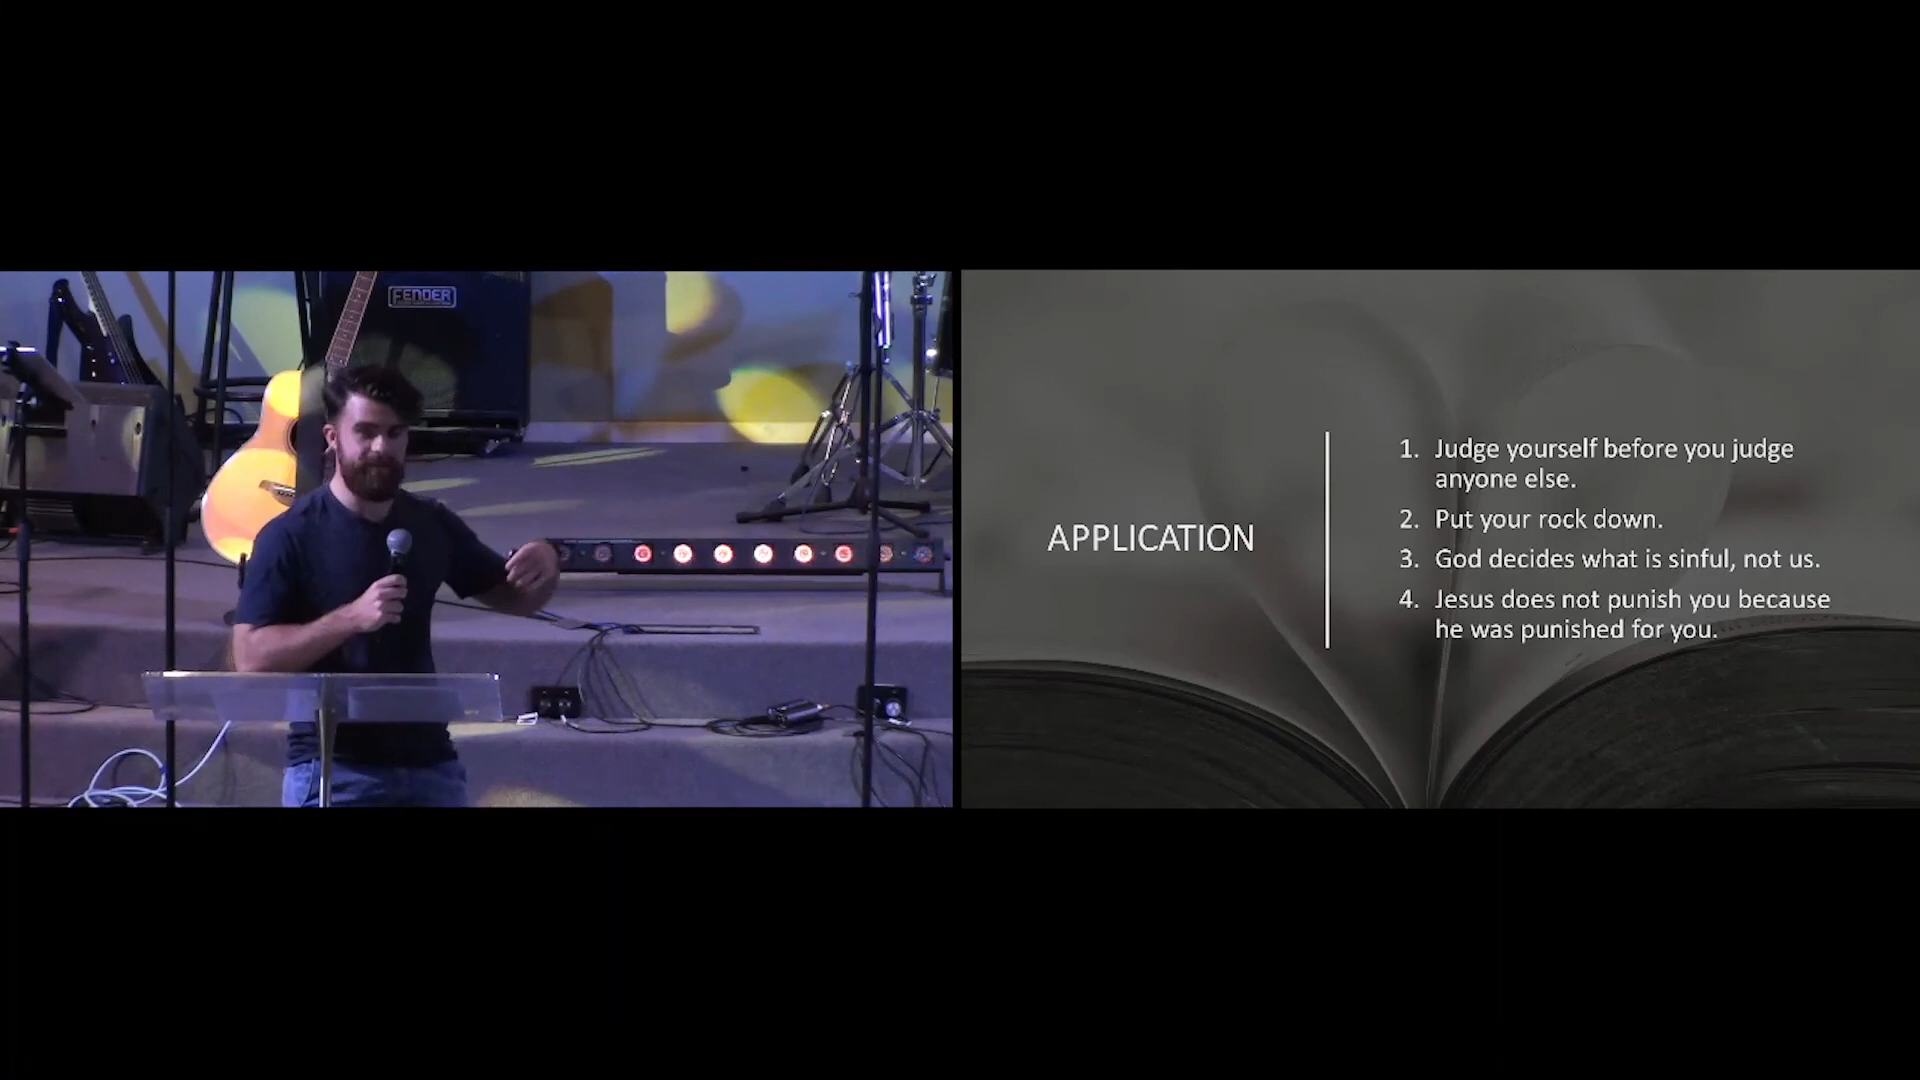 FENDER
APPLICATION
1. Judge yourself before you judge
anyone else.
2. Put your rock down.
3. God decides what is sinful, not us.
4. Jesus does not punish you because
he was punished for you.